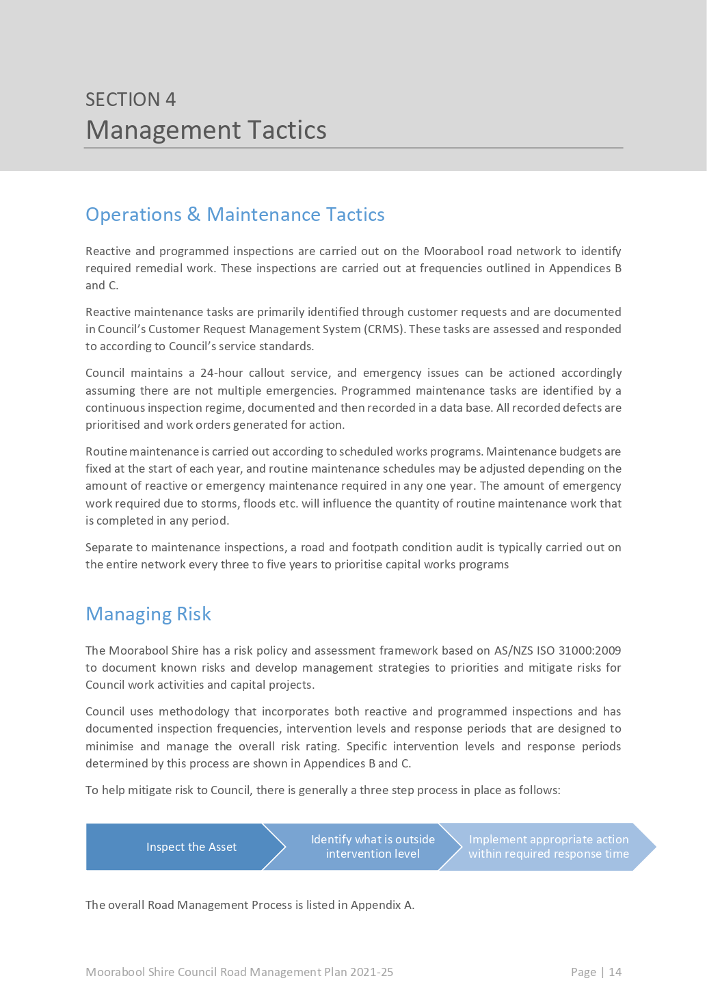 SECTION 4
Management Tactics
Operations & Maintenance Tactics
Reactive and programmed inspections are carried out on the Moorabool road network to identify
required remedial work. These inspections are carried out at frequencies outlined in Appendices B
and C.
Reactive maintenance tasks are primarily identified through customer requests and are documented
in Council’s Customer Request Management System (CRMS). These tasks are assessed and responded
to according to Council’s service standards.
Council maintains a 24-hour callout service, and emergency issues can be actioned accordingly
assuming there are not multiple emergencies. Programmed maintenance tasks are identified by a
continuous inspection regime, documented and then recorded in a data base. All recorded defects are
prioritised and work orders generated for action.
Routine maintenance is carried out according to scheduled works programs. Maintenance budgets are
fixed at the start of each year, and routine maintenance schedules may be adjusted depending on the
amount of reactive or emergency maintenance required in any one year. The amount of emergency
work required due to storms, floods etc. will influence the quantity of routine maintenance work that
is completed in any period.
Separate to maintenance inspections, a road and footpath condition audit is typically carried out on
the entire network every three to five years to prioritise capital works programs
Managing Risk
The Moorabool Shire has a risk policy and assessment framework based on AS/NZS ISO 31000:2009
to document known risks and develop management strategies to priorities and mitigate risks for
Council work activities and capital projects.
Council uses methodology that incorporates both reactive and programmed inspections and has
documented inspection frequencies, intervention levels and response periods that are designed to
minimise and manage the overall risk rating. Specific intervention levels and response periods
determined by this process are shown in Appendices B and C.
To help mitigate risk to Council, there is generally a three step process in place as follows:
Inspect the Asset
Identify what is outside
intervention level
Implement appropriate action
within required response time
The overall Road Management Process is listed in Appendix A.
Moorabool Shire Council Road Management Plan 2021-25
Page | 14